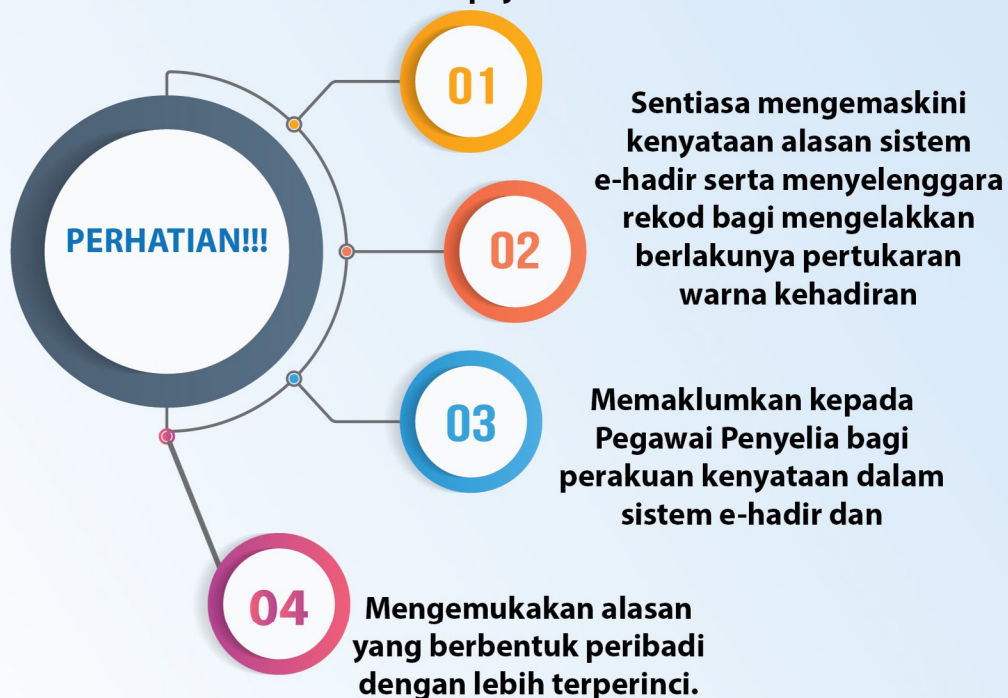 01
PERHATIAN!!!
Sentiasa mengemaskini
kenyataan alasan sistem
e-hadir serta menyelenggara
rekod bagi mengelakkan
berlakunya pertukaran
warna kehadiran
02
03
Memaklumkan kepada
Pegawai Penyelia bagi
perakuan kenyataan dalam
sistem e-hadir dan
04
Mengemukakan alasan
yang berbentuk peribadi
dengan lebih terperinci.